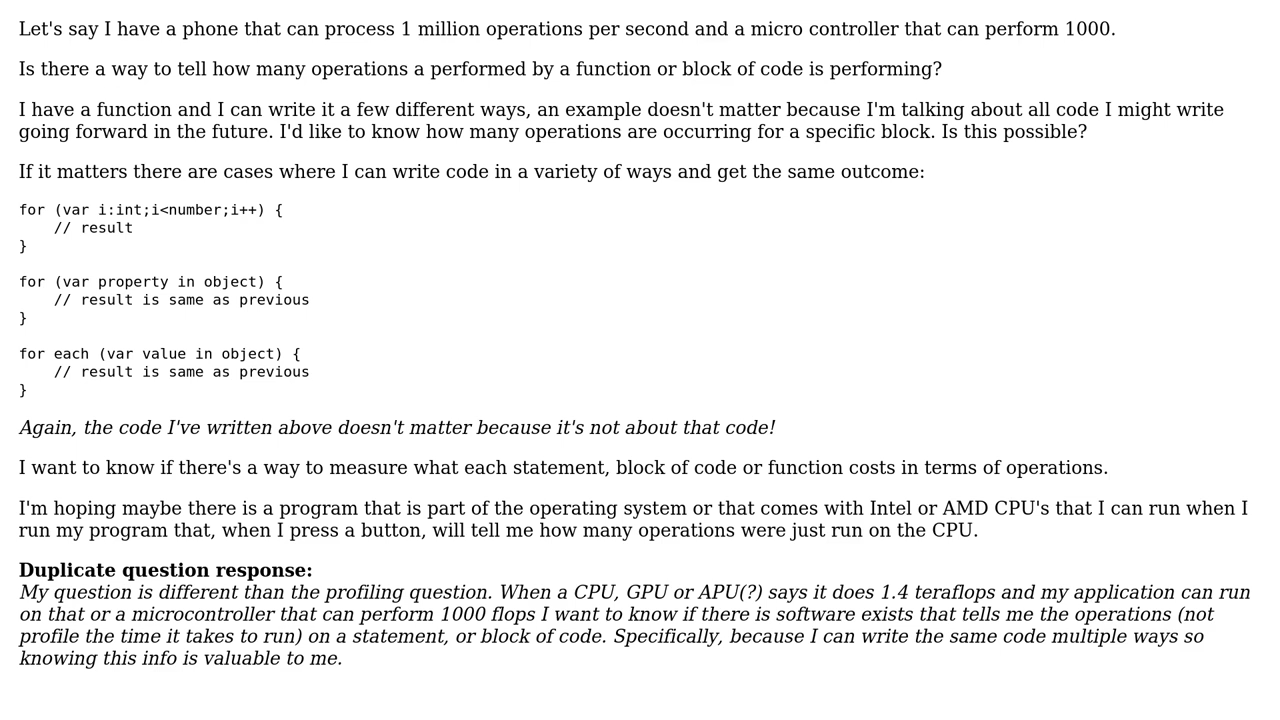 Let's say I have a phone that can process 1 million operations per second and a micro controller that can perform 1000.
Is there a way to tell how many operations a performed by a function or block of code is performing?
I have a function and I can write it a few different ways, an example doesn't matter because I'm talking about all code I might write
going forward in the future. I'd like to know how many operations are occurring for a specific block. Is this possible?
If it matters there are cases where I can write code in a variety of ways and get the same outcome:
for (var i:int;i<number;i++) {
    // result
}
for (var property in object) {
    // result is same as previous
}
for each (var value in object) {
    // result is same as previous
}
Again, the code I've written above doesn't matter because it's not about that code!
I want to know if there's a way to measure what each statement, block of code or function costs in terms of operations.
I'm hoping maybe there is a program that is part of the operating system or that comes with Intel or AMD CPU's that I can run when I
run my program that, when I press a button, will tell me how many operations were just run on the CPU.
Duplicate question response:
My question is different than the profiling question. When a CPU, GPU or APU(?) says it does 1.4 teraflops and my application can run
on that or a microcontroller that can perform 1000 flops I want to know if there is software exists that tells me the operations (not
profile the time it takes to run) on a statement, or block of code. Specifically, because I can write the same code multiple ways so
knowing this info is valuable to me.